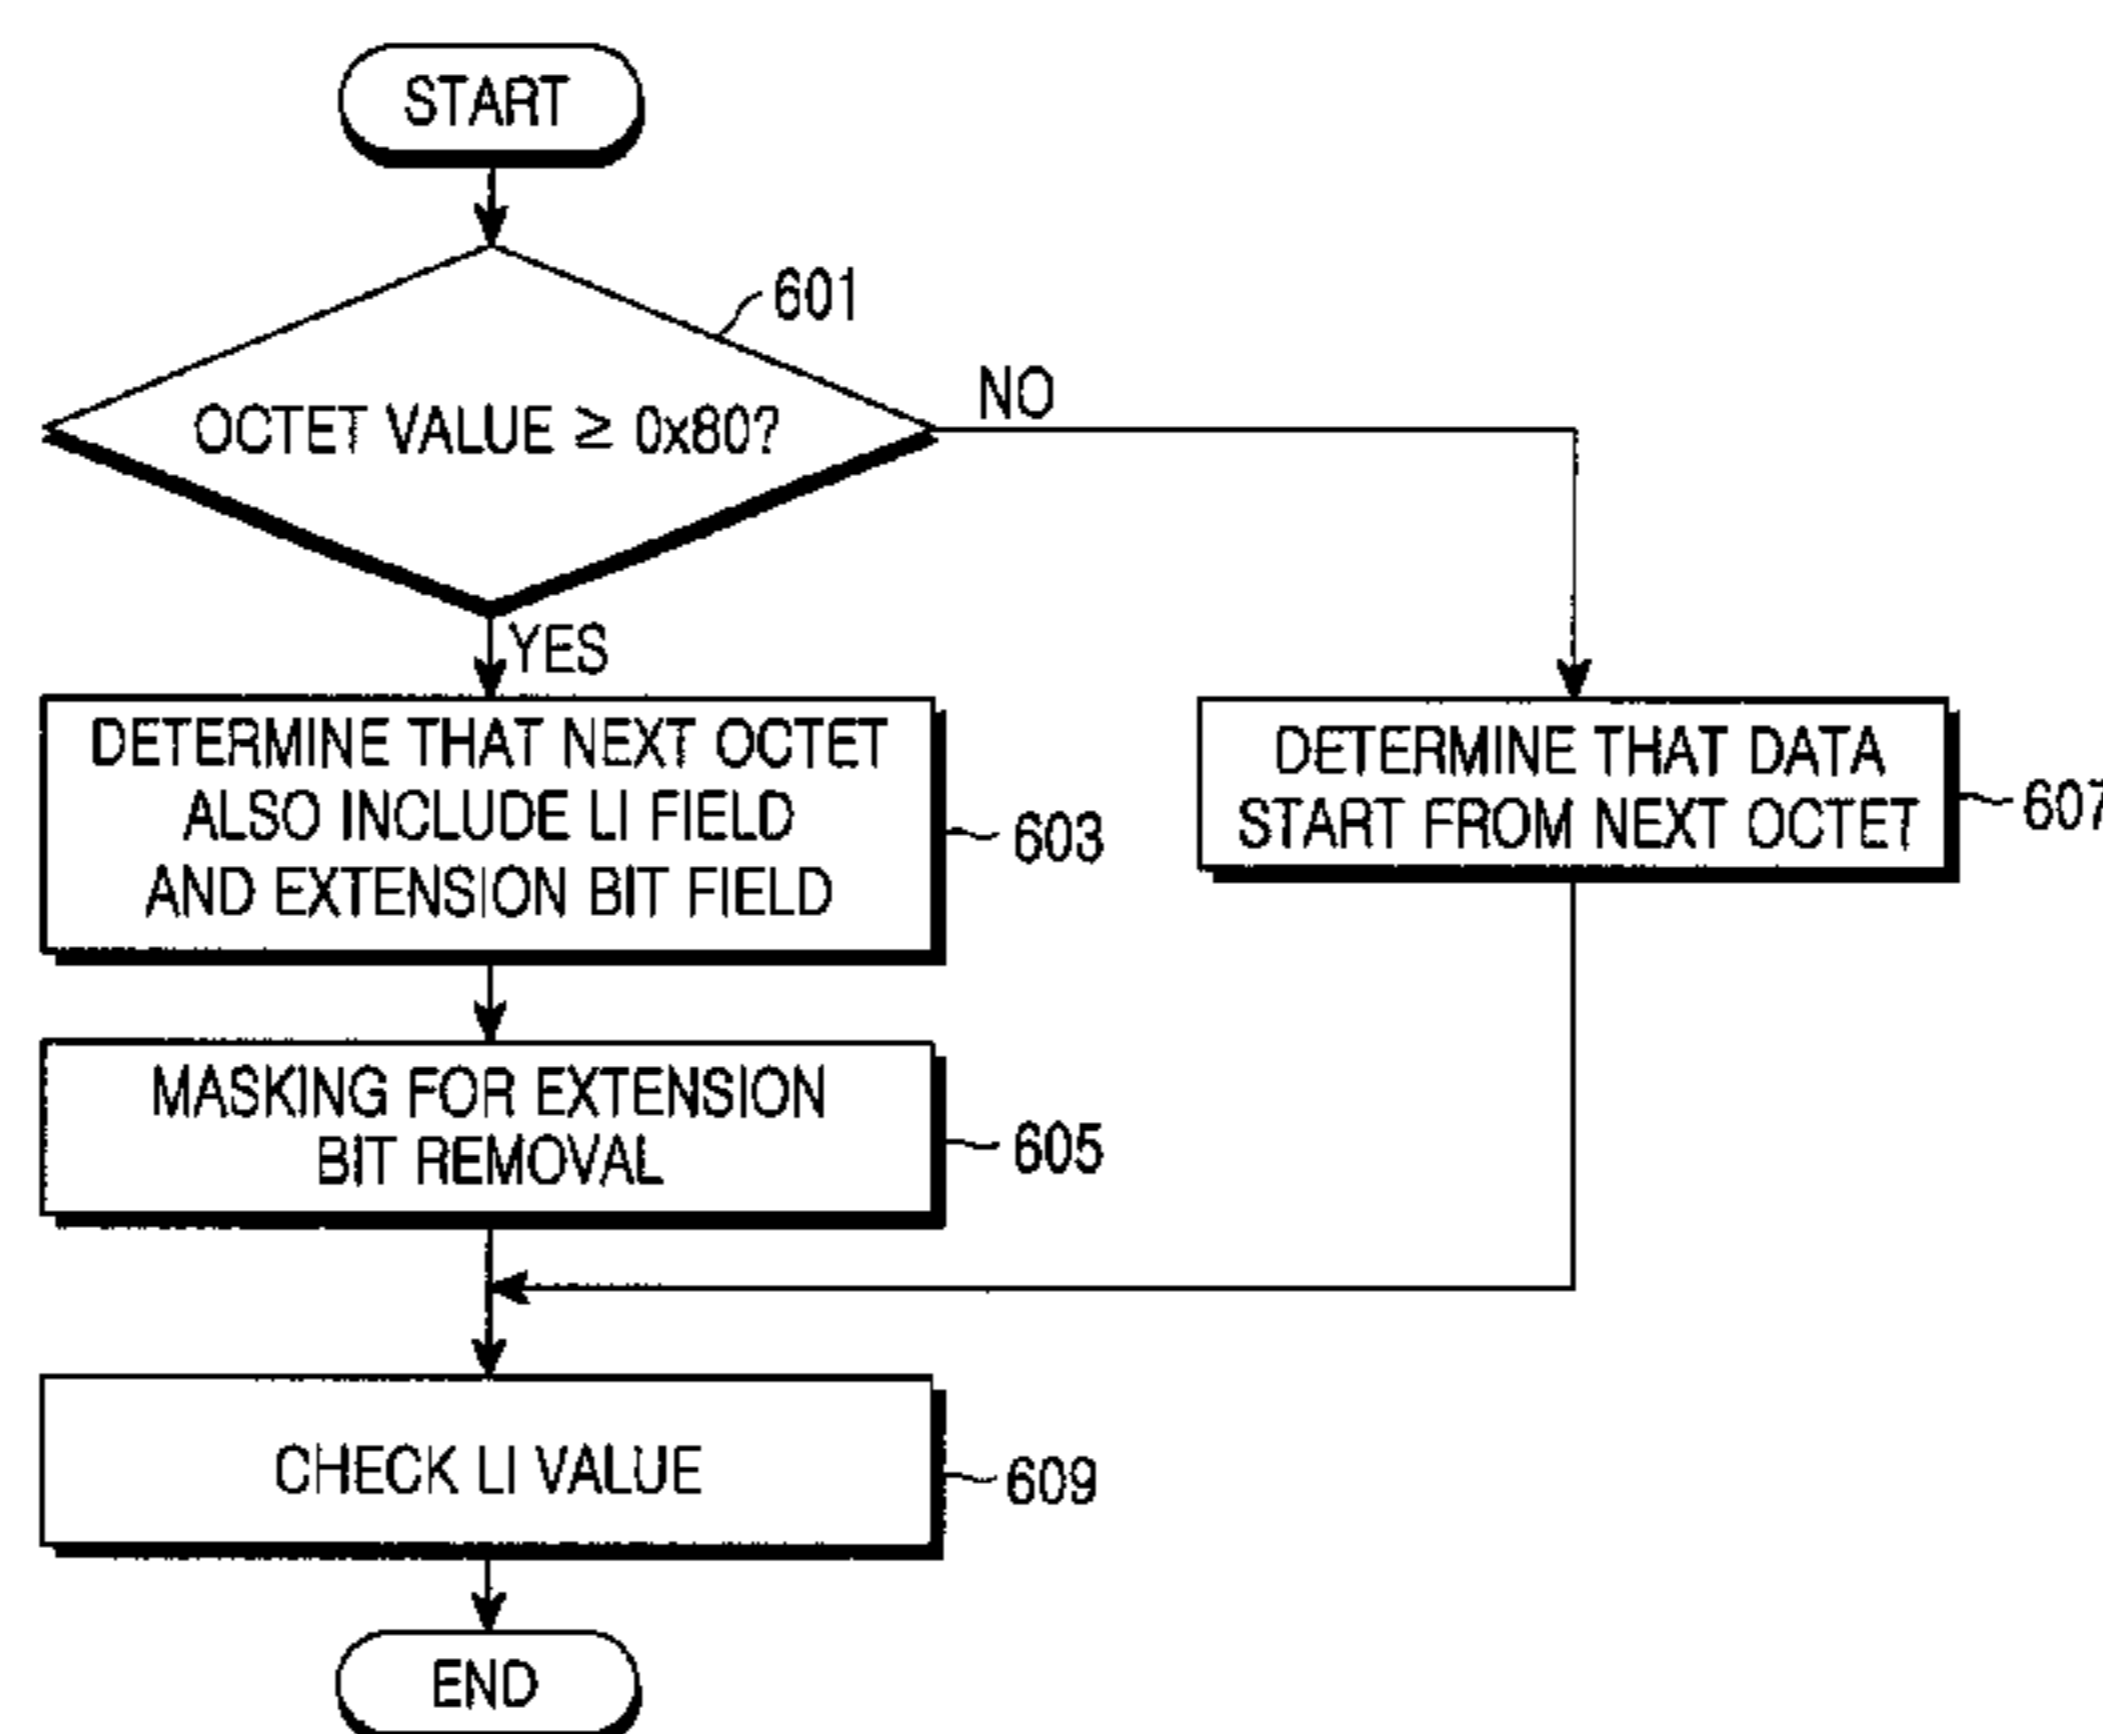 START
601
OCTET VALUE ≥ 0x80?
NO
YES
DETERMINE THAT NEXT OCTET
ALSO INCLUDE LI FIELD
AND EXTENSION BIT FIELD
603
DETERMINE THAT DATA
START FROM NEXT OCTET
607
MASKING FOR EXTENSION
BIT REMOVAL
605
CHECK LI VALUE
609
END